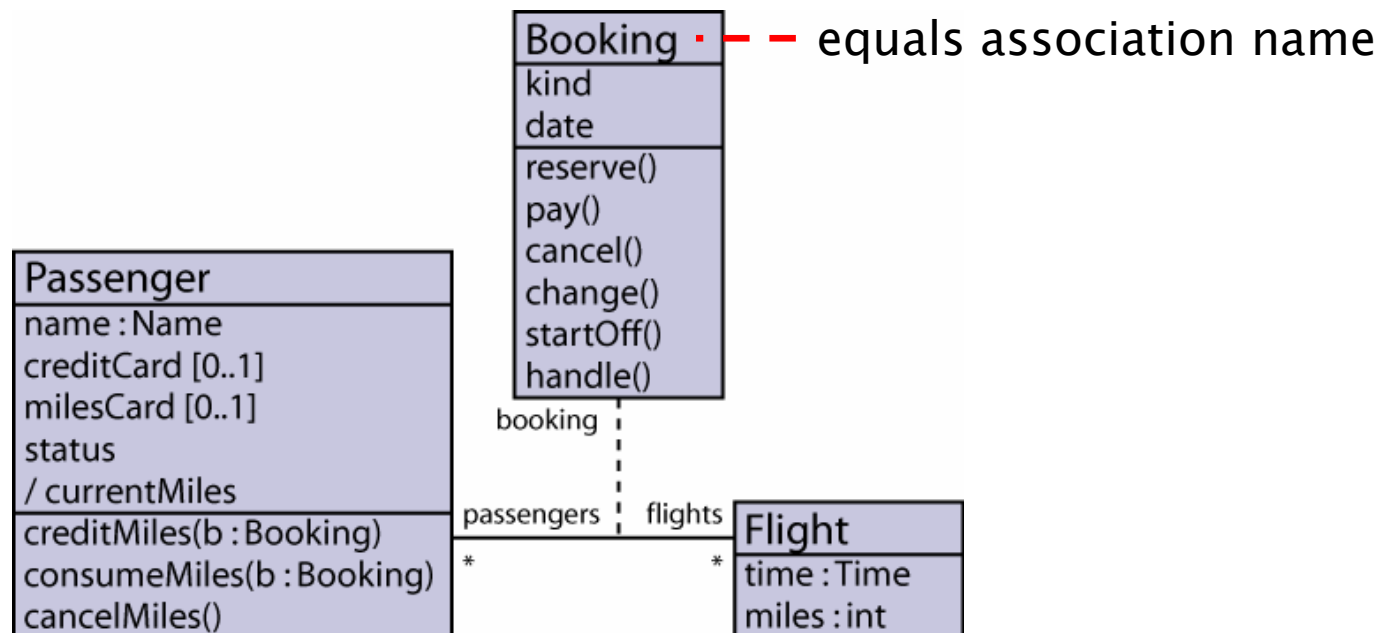 Booking
equals association name
kind
date
reserve()
pay()
cancel()
change()
startOff()
handle()
booking
Passenger
name : Name
creditCard [0..1]
milesCard [0..1]
status
/ currentMiles
creditMiles(b : Booking)
consumeMiles(b : Booking)
cancelMiles()
passengers
flights
*
*
Flight
time : Time
miles : int